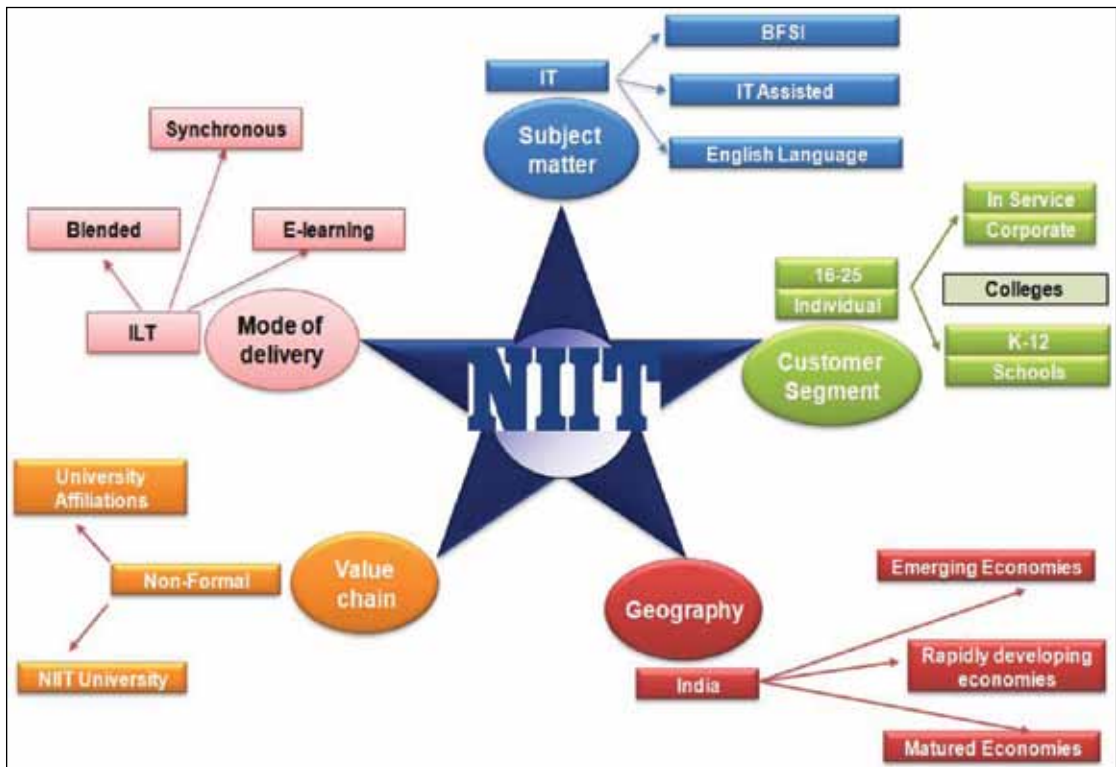 BFSI
IT
IT Assisted
English Language
Subject
matter
Synchronous
Blended
E-learning
ILT
Mode of
delivery
In Service
Corporate
16-25
Individual
Colleges
K-12
Schools
Customer
Segment
NIIT
University
Affiliations
Non-Formal
NIIT University
Value
chain
Geography
India
Emerging Economies
Rapidly developing
economies
Matured Economies